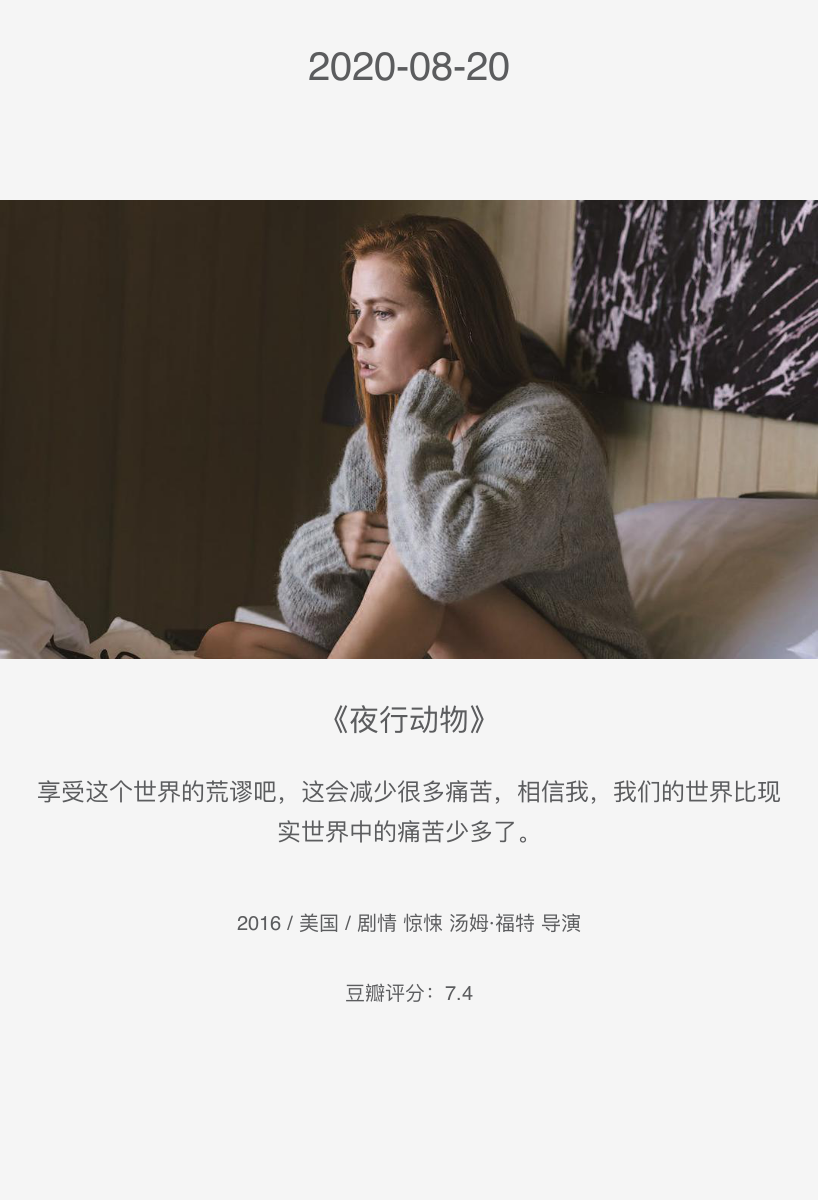 2020-08-20
《夜行动物》
享受这个世界的荒谬吧，这会减少很多痛苦，相信我，我们的世界比现
实世界中的痛苦少多了。
2016 / 美国 / 剧情 惊悚 汤姆·福特 导演
豆瓣评分：7.4